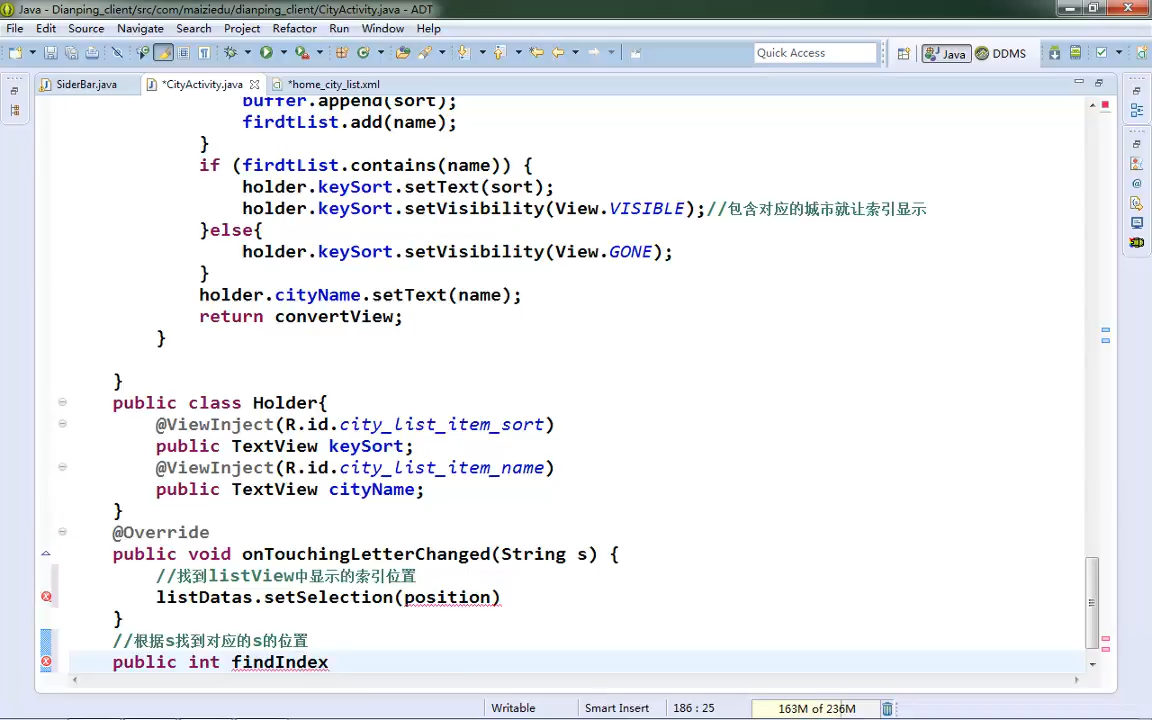 Java - Dianping_client/src/com/maiziedu/dianping_client/CityActivity.java - ADT
File Edit Source Navigate Search Project Refactor Run Window Help
Quick Access Java DDMS
SiderBar.java *CityActivity.java *home_city_list.xml
buffer.append(sort);
firdtList.add(name);
}
if (firdtList.contains(name)) {
holder.keySort.setText(sort);
holder.keySort.setVisibility(View.VISIBLE);//包含对应的城市就让索引显示
}else{
holder.keySort.setVisibility(View.GONE);
}
holder.cityName.setText(name);
return convertView;
}
}
public class Holder{
@ViewInject(R.id.city_list_item_sort)
public TextView keySort;
@ViewInject(R.id.city_list_item_name)
public TextView cityName;
}
@Override
public void onTouchingLetterChanged(String s) {
//找到listView中显示的索引位置
listDatas.setSelection(position)
}
//根据s找到对应的s的位置
public int findIndex
Writable Smart Insert 186 : 25 163M of 236M